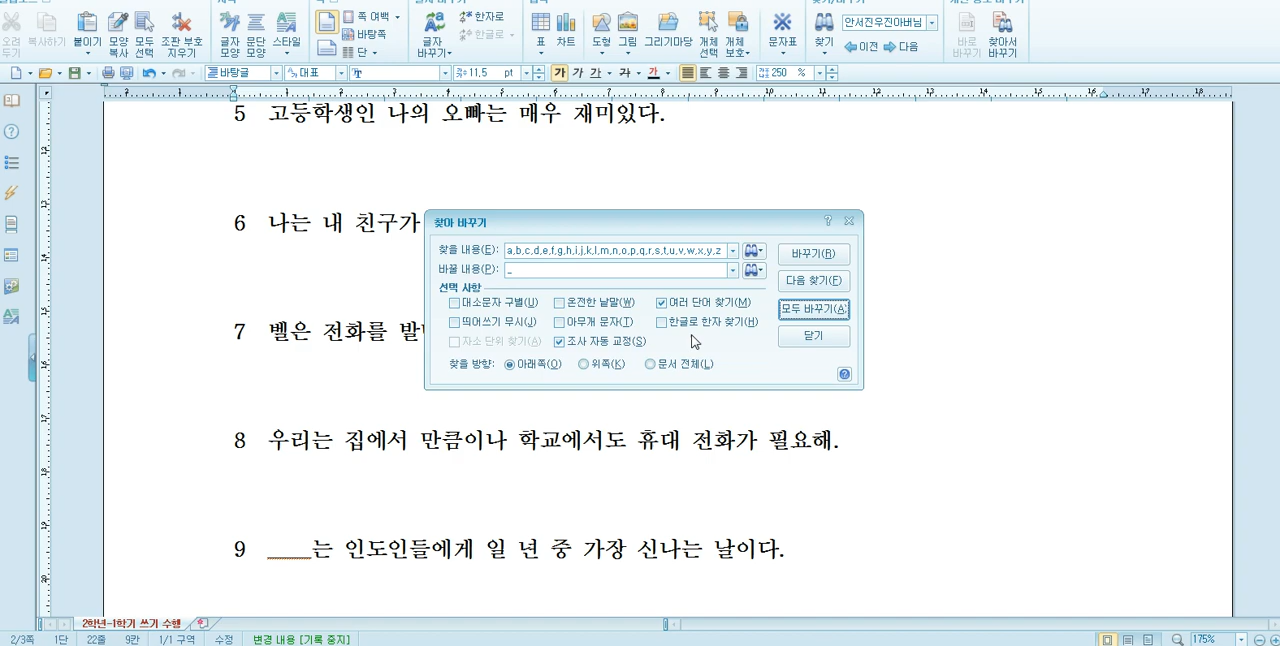 오려 두기 복사하기 붙이기 모양 복사 모두 선택 조판 부호 지우기 글자 모양 문단 모양 스타일 쪽 여백 바탕쪽 단 글자 바꾸기 한자로 한글로 표 차트 도형 그림 그리기마당 개체 선택 개체 보호 문자표 찾기 안서진우진아버님 이전 다음 바로 바꾸기 찾아서 바꾸기
바탕글 대표 11,5 pt 가 가 가 가 가 250 %
5 고등학생인 나의 오빠는 매우 재미있다.
6 나는 내 친구가
찾아 바꾸기
찾을 내용(E): a,b,c,d,e,f,g,h,i,j,k,l,m,n,o,p,q,r,s,t,u,v,w,x,y,z 바꾸기(R)
바꿀 내용(P): _ 다음 찾기(F)
선택 사항
대소문자 구별(U) 온전한 낱말(W) 여러 단어 찾기(M) 모두 바꾸기(A)
띄어쓰기 무시(J) 아무개 문자(T) 한글로 한자 찾기(H) 닫기
자소 단위 찾기(A) 조사 자동 교정(S)
찾을 방향: 아래쪽(O) 위쪽(K) 문서 전체(L)
7 벨은 전화를
8 우리는 집에서 만큼이나 학교에서도 휴대 전화가 필요해.
9 ____는 인도인들에게 일 년 중 가장 신나는 날이다.
2학년-1학기 쓰기 수행
2/3쪽 1단 22줄 9칸 1/1 구역 수정 변경 내용 [기록 중지] 175%